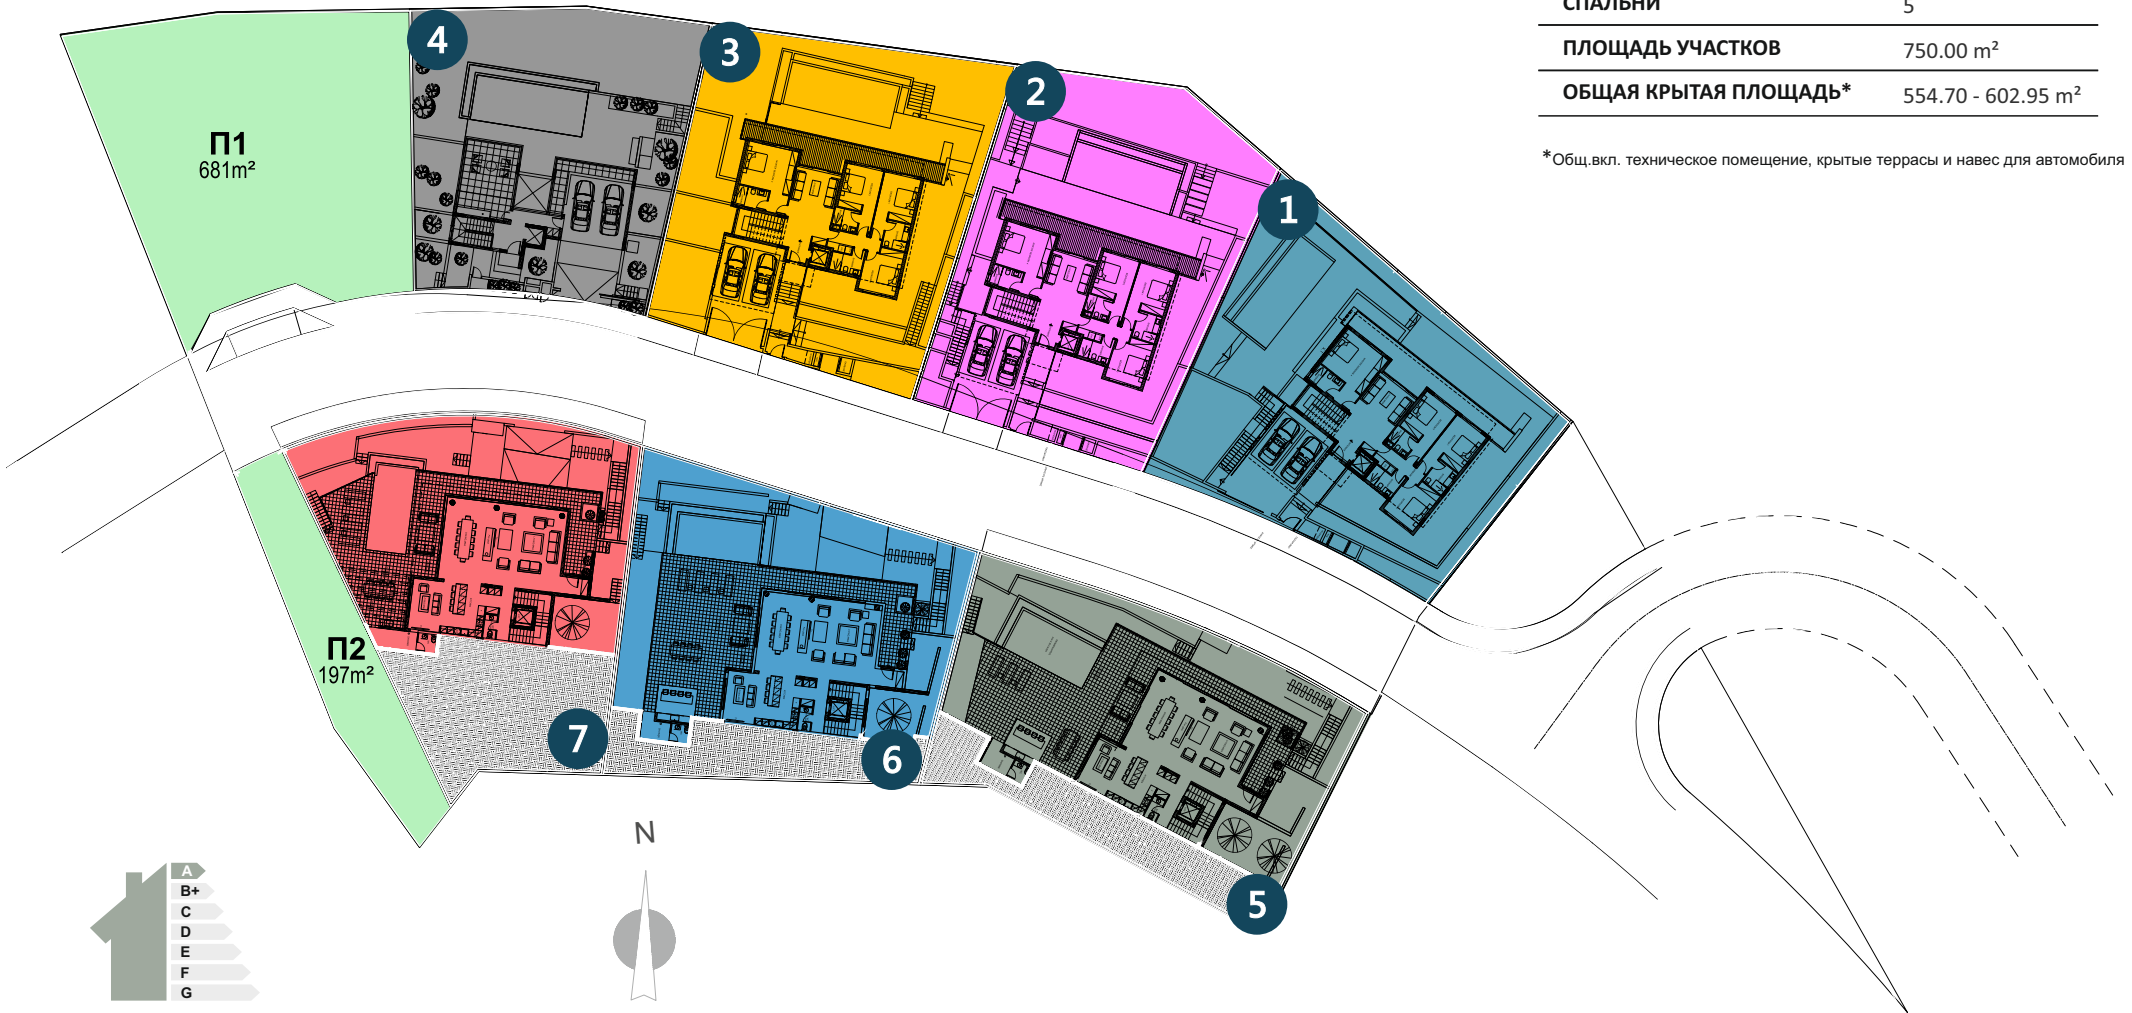 СПАЛЬНИ 5
ПЛОЩАДЬ УЧАСТКОВ 750.00 m²
ОБЩАЯ КРЫТАЯ ПЛОЩАДЬ* 554.70 - 602.95 m²
*Общ.вкл. техническое помещение, крытые террасы и навес для автомобиля
4
3
2
1
П1
681m²
П2
197m²
7
6
5
N
A
B+
C
D
E
F
G